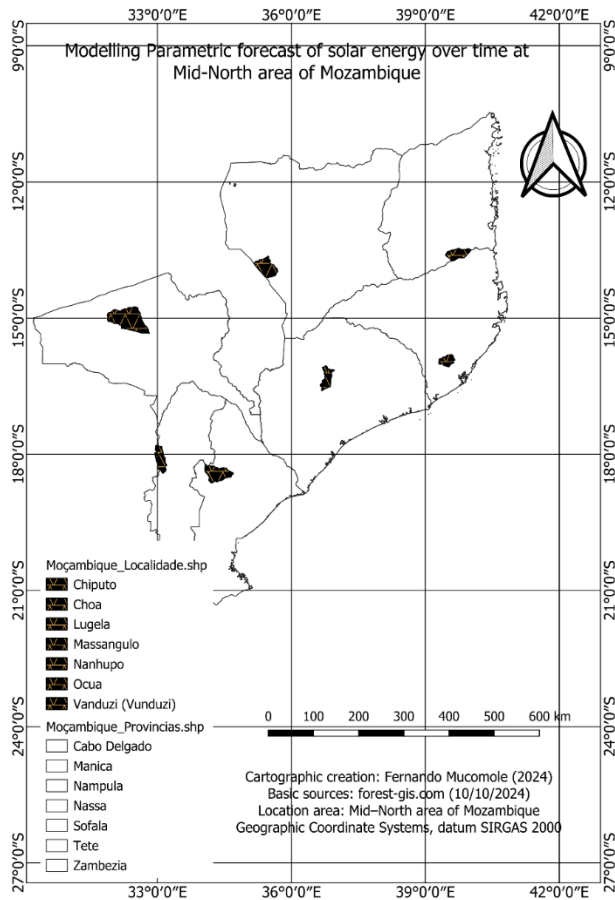 33°0'0"E 36°0'0"E 39°0'0"E 42°0'0"E
Modelling Parametric forecast of solar energy over time at
Mid-North area of Mozambique
9°0'0"S 9°0'0"S
12°0'0"S 12°0'0"S
15°0'0"S 15°0'0"S
18°0'0"S 18°0'0"S
21°0'0"S 21°0'0"S
24°0'0"S 24°0'0"S
27°0'0"S 27°0'0"S
Moçambique_Localidade.shp
Chiputo
Choa
Lugela
Massangulo
Nanhupo
Ocua
Vanduzi (Vunduzi)
Moçambique_Provincias.shp
Cabo Delgado
Manica
Nampula
Nassa
Sofala
Tete
Zambezia
0 100 200 300 400 500 600 km
Cartographic creation: Fernando Mucomole (2024)
Basic sources: forest-gis.com (10/10/2024)
Location area: Mid–North area of Mozambique
Geographic Coordinate Systems, datum SIRGAS 2000
33°0'0"E 36°0'0"E 39°0'0"E 42°0'0"E